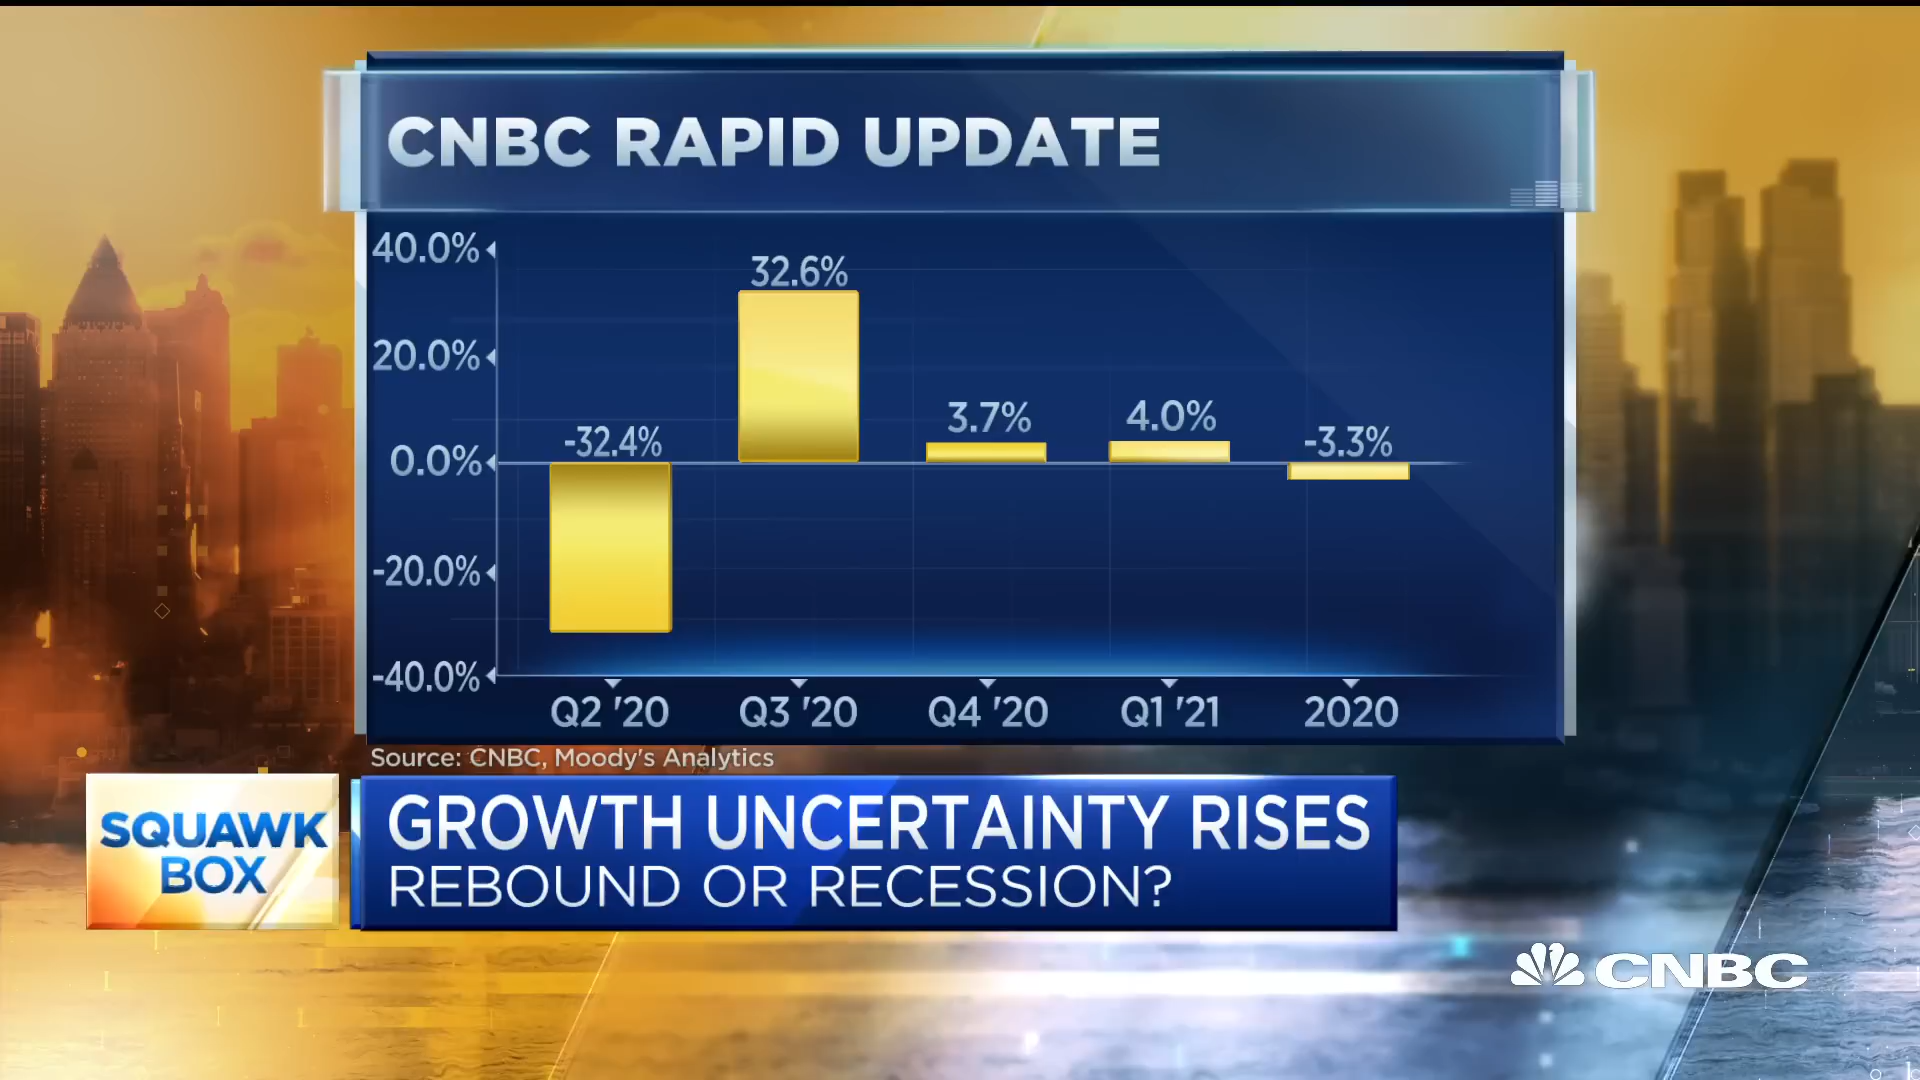 CNBC RAPID UPDATE
40.0%
20.0%
0.0%
-20.0%
-40.0%
-32.4%
32.6%
3.7%
4.0%
-3.3%
Q2 '20
Q3 '20
Q4 '20
Q1 '21
2020
Source: CNBC, Moody's Analytics
SQUAWK
BOX
GROWTH UNCERTAINTY RISES
REBOUND OR RECESSION?
CNBC